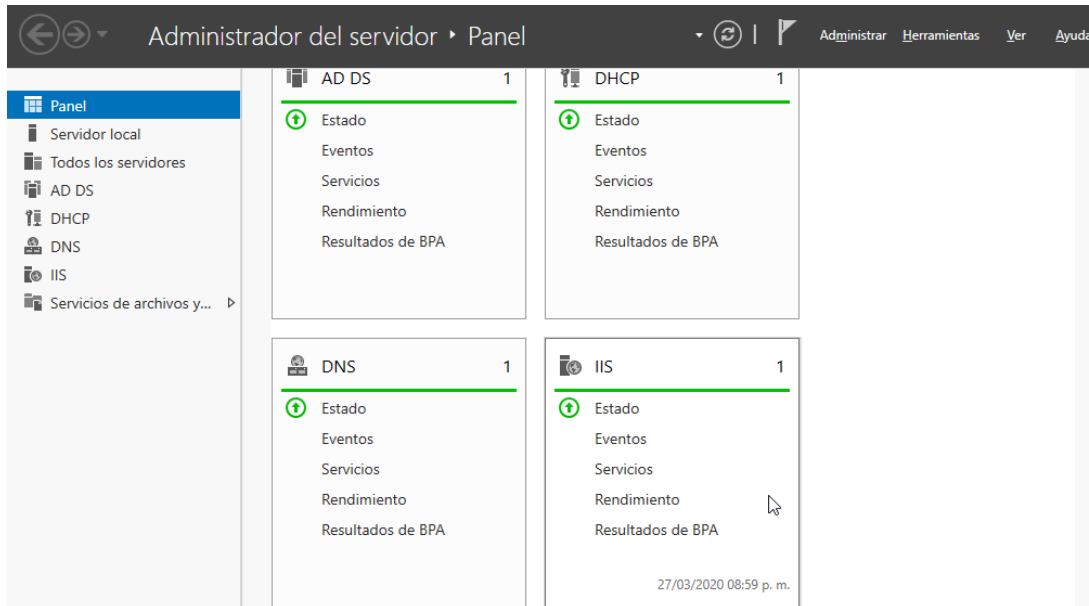 Administrador del servidor ‣ Panel
Administrar Herramientas Ver Ayuda
Panel
Servidor local
Todos los servidores
AD DS
DHCP
DNS
IIS
Servicios de archivos y...
AD DS 1
Estado
Eventos
Servicios
Rendimiento
Resultados de BPA
DHCP 1
Estado
Eventos
Servicios
Rendimiento
Resultados de BPA
DNS 1
Estado
Eventos
Servicios
Rendimiento
Resultados de BPA
IIS 1
Estado
Eventos
Servicios
Rendimiento
Resultados de BPA
27/03/2020 08:59 p. m.